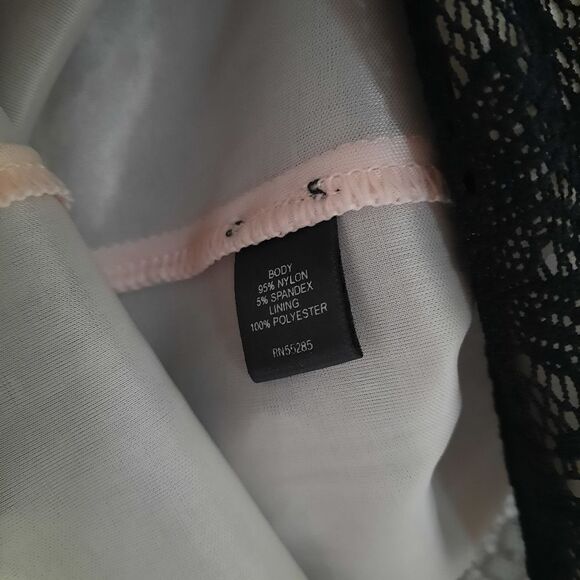 BODY
95% NYLON
5% SPANDEX
LINING
100% POLYESTER
RN55285